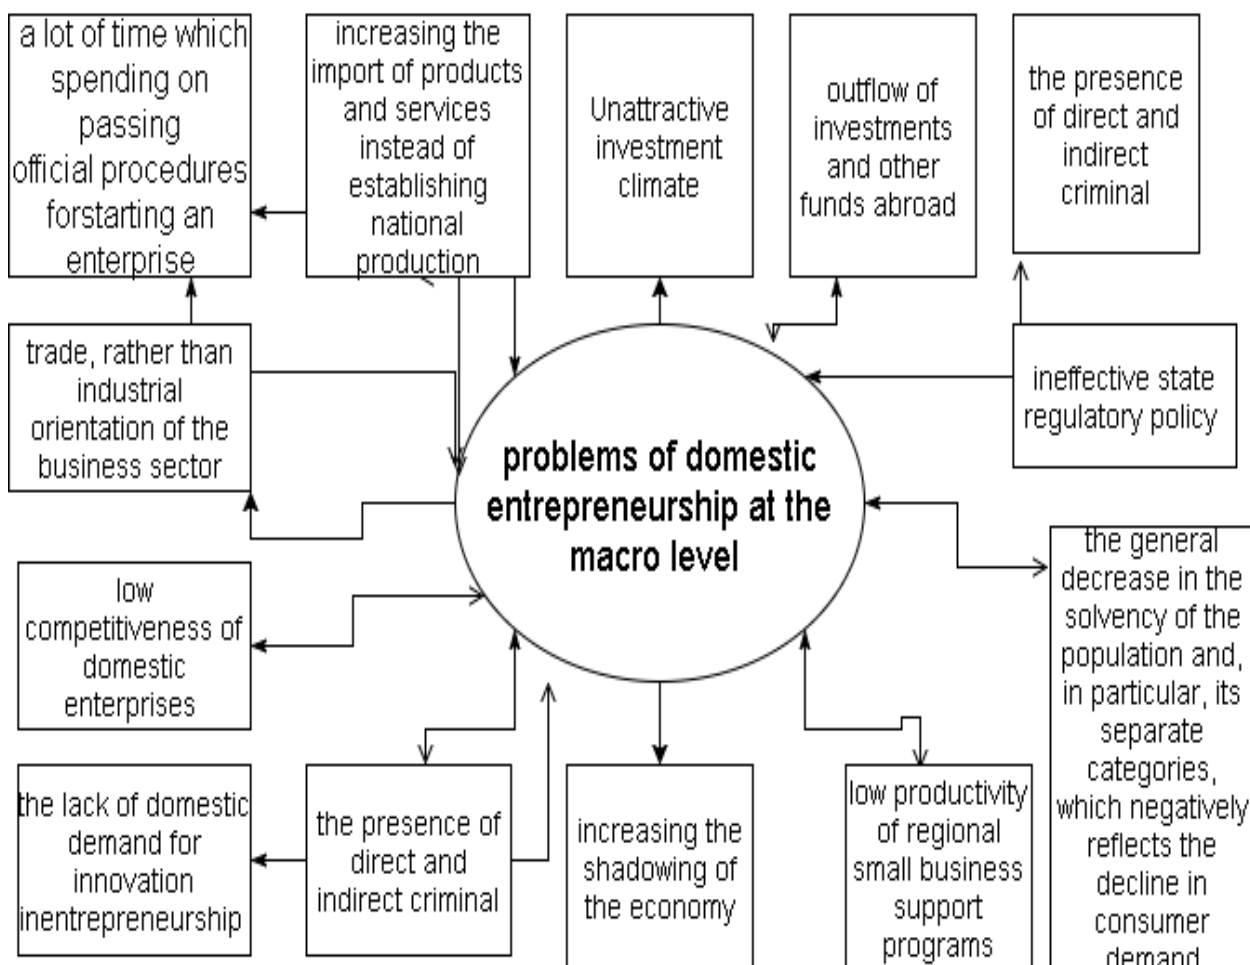 a lot of time which
spending on
passing
official procedures
forstarting an
enterprise
increasing the
import of products
and services
instead of
establishing
national
production
Unattractive
investment
climate
outflow of
investments
and other
funds abroad
the presence
of direct and
indirect
criminal
trade, rather than
industrial
orientation of the
business sector
ineffective state
regulatory policy
problems of domestic
entrepreneurship at the
macro level
low
competitiveness of
domestic
enterprises
the general
decrease in the
solvency of the
population and,
in particular, its
separate
categories,
which negatively
reflects the
decline in
consumer
demand
the lack of domestic
demand for
innovation
inentrepreneurship
the presence of
direct and
indirect criminal
increasing the
shadowing of
the economy
low productivity
of regional
small business
support
programs